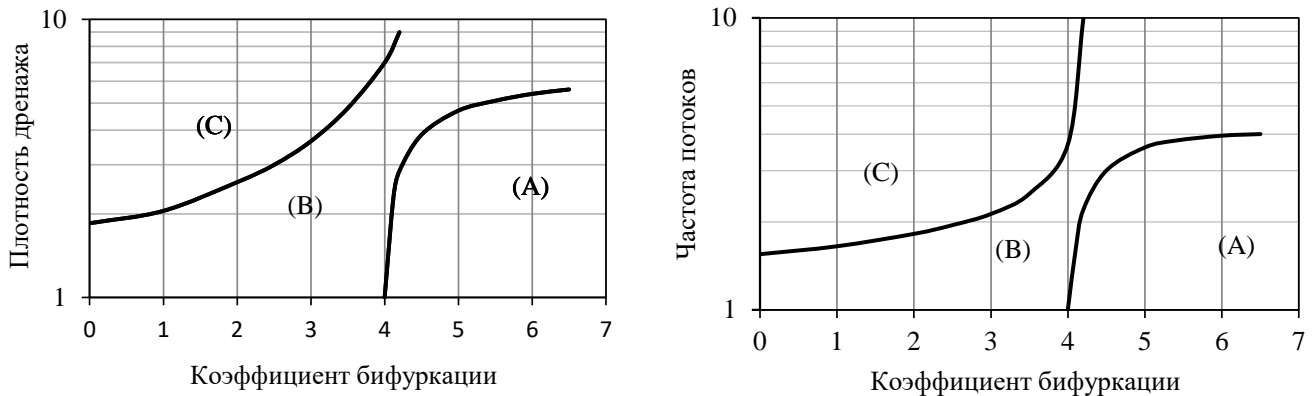 10
Плотность дренажа
(C)
(B)
(A)
1
0 1 2 3 4 5 6 7
Коэффициент бифуркации
10
Частота потоков
(C)
(B)
(A)
1
0 1 2 3 4 5 6 7
Коэффициент бифуркации